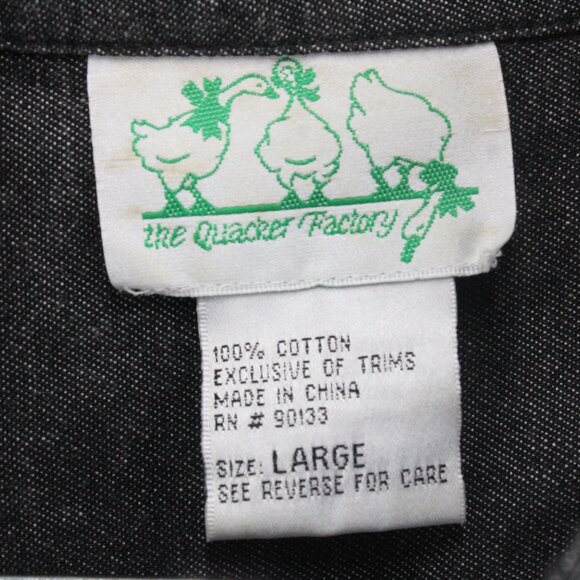 the Quacker Factory
100% COTTON
EXCLUSIVE OF TRIMS
MADE IN CHINA
RN # 90133
SIZE: LARGE
SEE REVERSE FOR CARE